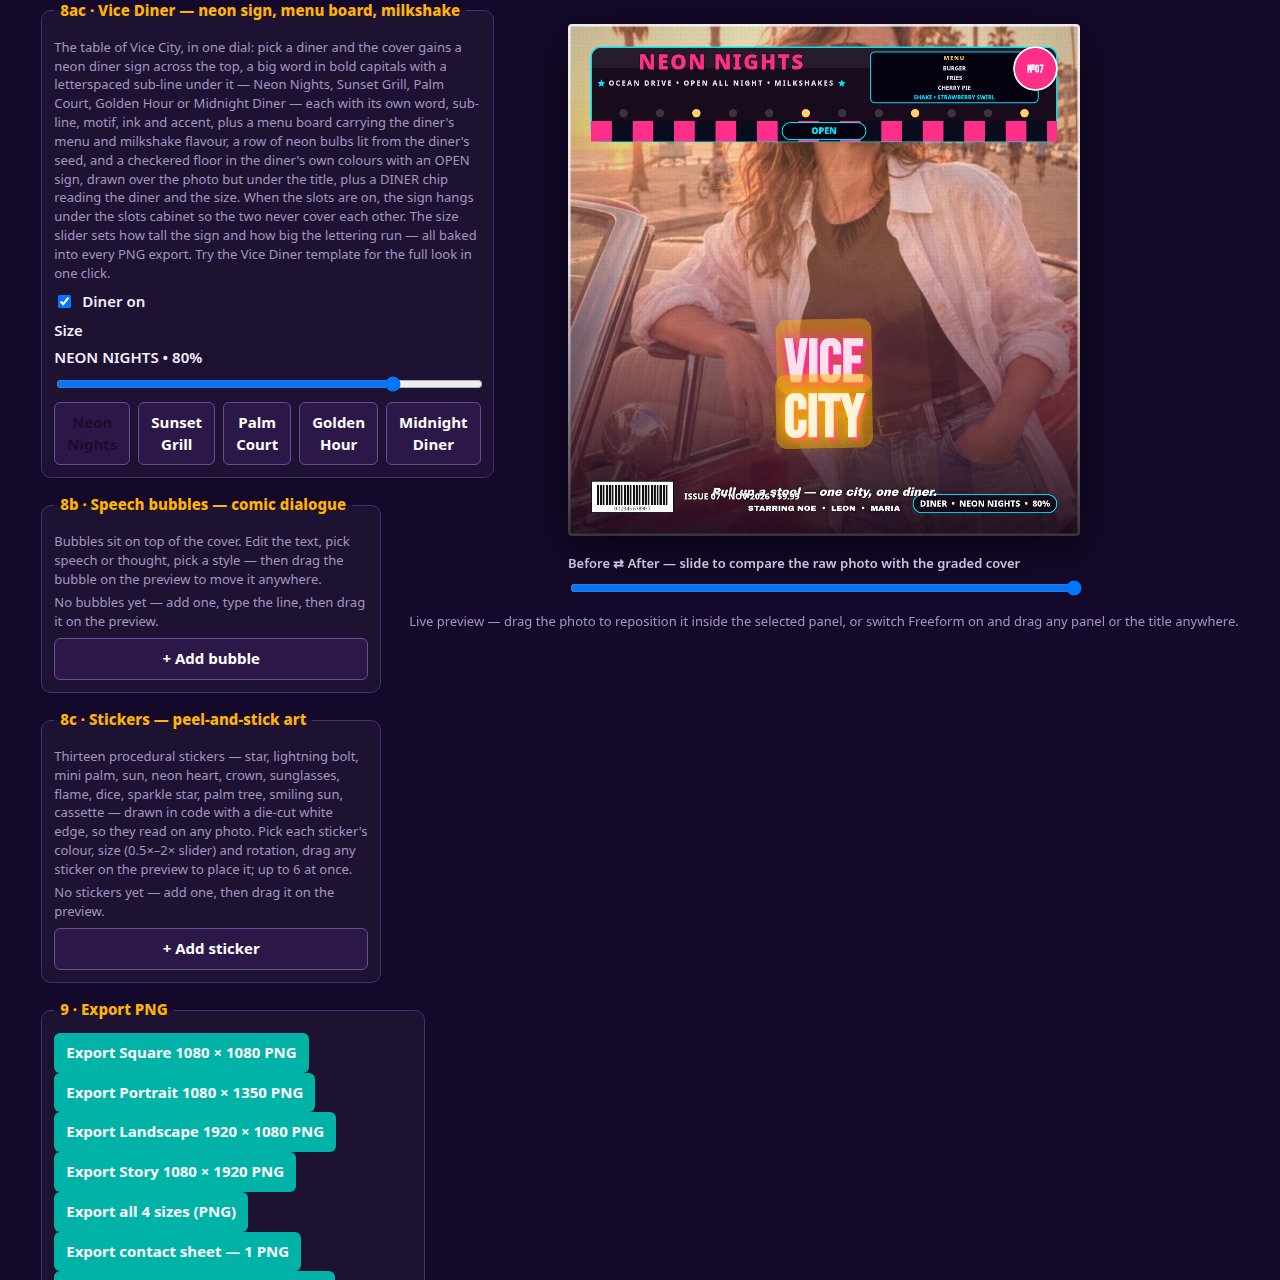 8ac · Vice Diner — neon sign, menu board, milkshake
The table of Vice City, in one dial: pick a diner and the cover gains a
neon diner sign across the top, a big word in bold capitals with a
letterspaced sub-line under it — Neon Nights, Sunset Grill, Palm
Court, Golden Hour or Midnight Diner — each with its own word, sub-
line, motif, ink and accent, plus a menu board carrying the diner's
menu and milkshake flavour, a row of neon bulbs lit from the diner's
seed, and a checkered floor in the diner's own colours with an OPEN
sign, drawn over the photo but under the title, plus a DINER chip
reading the diner and the size. When the slots are on, the sign hangs
under the slots cabinet so the two never cover each other. The size
slider sets how tall the sign and how big the lettering run — all baked
into every PNG export. Try the Vice Diner template for the full look in
one click.
Diner on
Size
NEON NIGHTS • 80%
Neon
Nights
Sunset
Grill
Palm
Court
Golden
Hour
Midnight
Diner
8b · Speech bubbles — comic dialogue
Bubbles sit on top of the cover. Edit the text, pick
speech or thought, pick a style — then drag the
bubble on the preview to move it anywhere.
No bubbles yet — add one, type the line, then drag
it on the preview.
+ Add bubble
8c · Stickers — peel-and-stick art
Thirteen procedural stickers — star, lightning bolt,
mini palm, sun, neon heart, crown, sunglasses,
flame, dice, sparkle star, palm tree, smiling sun,
cassette — drawn in code with a die-cut white
edge, so they read on any photo. Pick each sticker's
colour, size (0.5×–2× slider) and rotation, drag any
sticker on the preview to place it; up to 6 at once.
No stickers yet — add one, then drag it on the
preview.
+ Add sticker
9 · Export PNG
Export Square 1080 × 1080 PNG
Export Portrait 1080 × 1350 PNG
Export Landscape 1920 × 1080 PNG
Export Story 1080 × 1920 PNG
Export all 4 sizes (PNG)
Export contact sheet — 1 PNG
NEON NIGHTS
★ OCEAN DRIVE • OPEN ALL NIGHT • MILKSHAKES ★
MENU
BURGER
FRIES
CHERRY PIE
SHAKE • STRAWBERRY SWIRL
№07
OPEN
VICE
CITY
Pull up a stool — one city, one diner.
ISSUE 07 • NOV 2026 • $9.99
STARRING NOE • LEON • MARIA
DINER • NEON NIGHTS • 80%
Before ⇄ After — slide to compare the raw photo with the graded cover
Live preview — drag the photo to reposition it inside the selected panel, or switch Freeform on and drag any panel or the title anywhere.